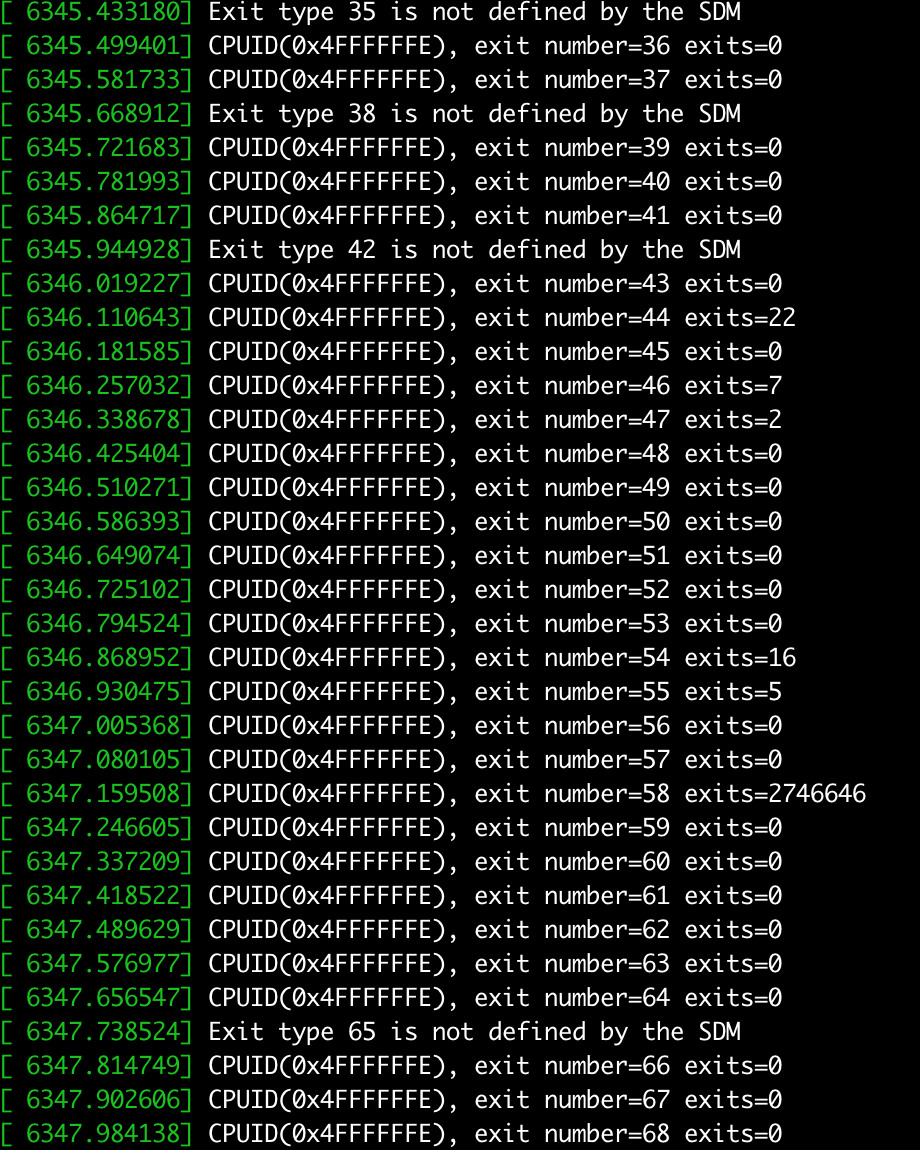 [ 6345.433180] Exit type 35 is not defined by the SDM
[ 6345.499401] CPUID(0x4FFFFFFE), exit number=36 exits=0
[ 6345.581733] CPUID(0x4FFFFFFE), exit number=37 exits=0
[ 6345.668912] Exit type 38 is not defined by the SDM
[ 6345.721683] CPUID(0x4FFFFFFE), exit number=39 exits=0
[ 6345.781993] CPUID(0x4FFFFFFE), exit number=40 exits=0
[ 6345.864717] CPUID(0x4FFFFFFE), exit number=41 exits=0
[ 6345.944928] Exit type 42 is not defined by the SDM
[ 6346.019227] CPUID(0x4FFFFFFE), exit number=43 exits=0
[ 6346.110643] CPUID(0x4FFFFFFE), exit number=44 exits=22
[ 6346.181585] CPUID(0x4FFFFFFE), exit number=45 exits=0
[ 6346.257032] CPUID(0x4FFFFFFE), exit number=46 exits=7
[ 6346.338678] CPUID(0x4FFFFFFE), exit number=47 exits=2
[ 6346.425404] CPUID(0x4FFFFFFE), exit number=48 exits=0
[ 6346.510271] CPUID(0x4FFFFFFE), exit number=49 exits=0
[ 6346.586393] CPUID(0x4FFFFFFE), exit number=50 exits=0
[ 6346.649074] CPUID(0x4FFFFFFE), exit number=51 exits=0
[ 6346.725102] CPUID(0x4FFFFFFE), exit number=52 exits=0
[ 6346.794524] CPUID(0x4FFFFFFE), exit number=53 exits=0
[ 6346.868952] CPUID(0x4FFFFFFE), exit number=54 exits=16
[ 6346.930475] CPUID(0x4FFFFFFE), exit number=55 exits=5
[ 6347.005368] CPUID(0x4FFFFFFE), exit number=56 exits=0
[ 6347.080105] CPUID(0x4FFFFFFE), exit number=57 exits=0
[ 6347.159508] CPUID(0x4FFFFFFE), exit number=58 exits=2746646
[ 6347.246605] CPUID(0x4FFFFFFE), exit number=59 exits=0
[ 6347.337209] CPUID(0x4FFFFFFE), exit number=60 exits=0
[ 6347.418522] CPUID(0x4FFFFFFE), exit number=61 exits=0
[ 6347.489629] CPUID(0x4FFFFFFE), exit number=62 exits=0
[ 6347.576977] CPUID(0x4FFFFFFE), exit number=63 exits=0
[ 6347.656547] CPUID(0x4FFFFFFE), exit number=64 exits=0
[ 6347.738524] Exit type 65 is not defined by the SDM
[ 6347.814749] CPUID(0x4FFFFFFE), exit number=66 exits=0
[ 6347.902606] CPUID(0x4FFFFFFE), exit number=67 exits=0
[ 6347.984138] CPUID(0x4FFFFFFE), exit number=68 exits=0